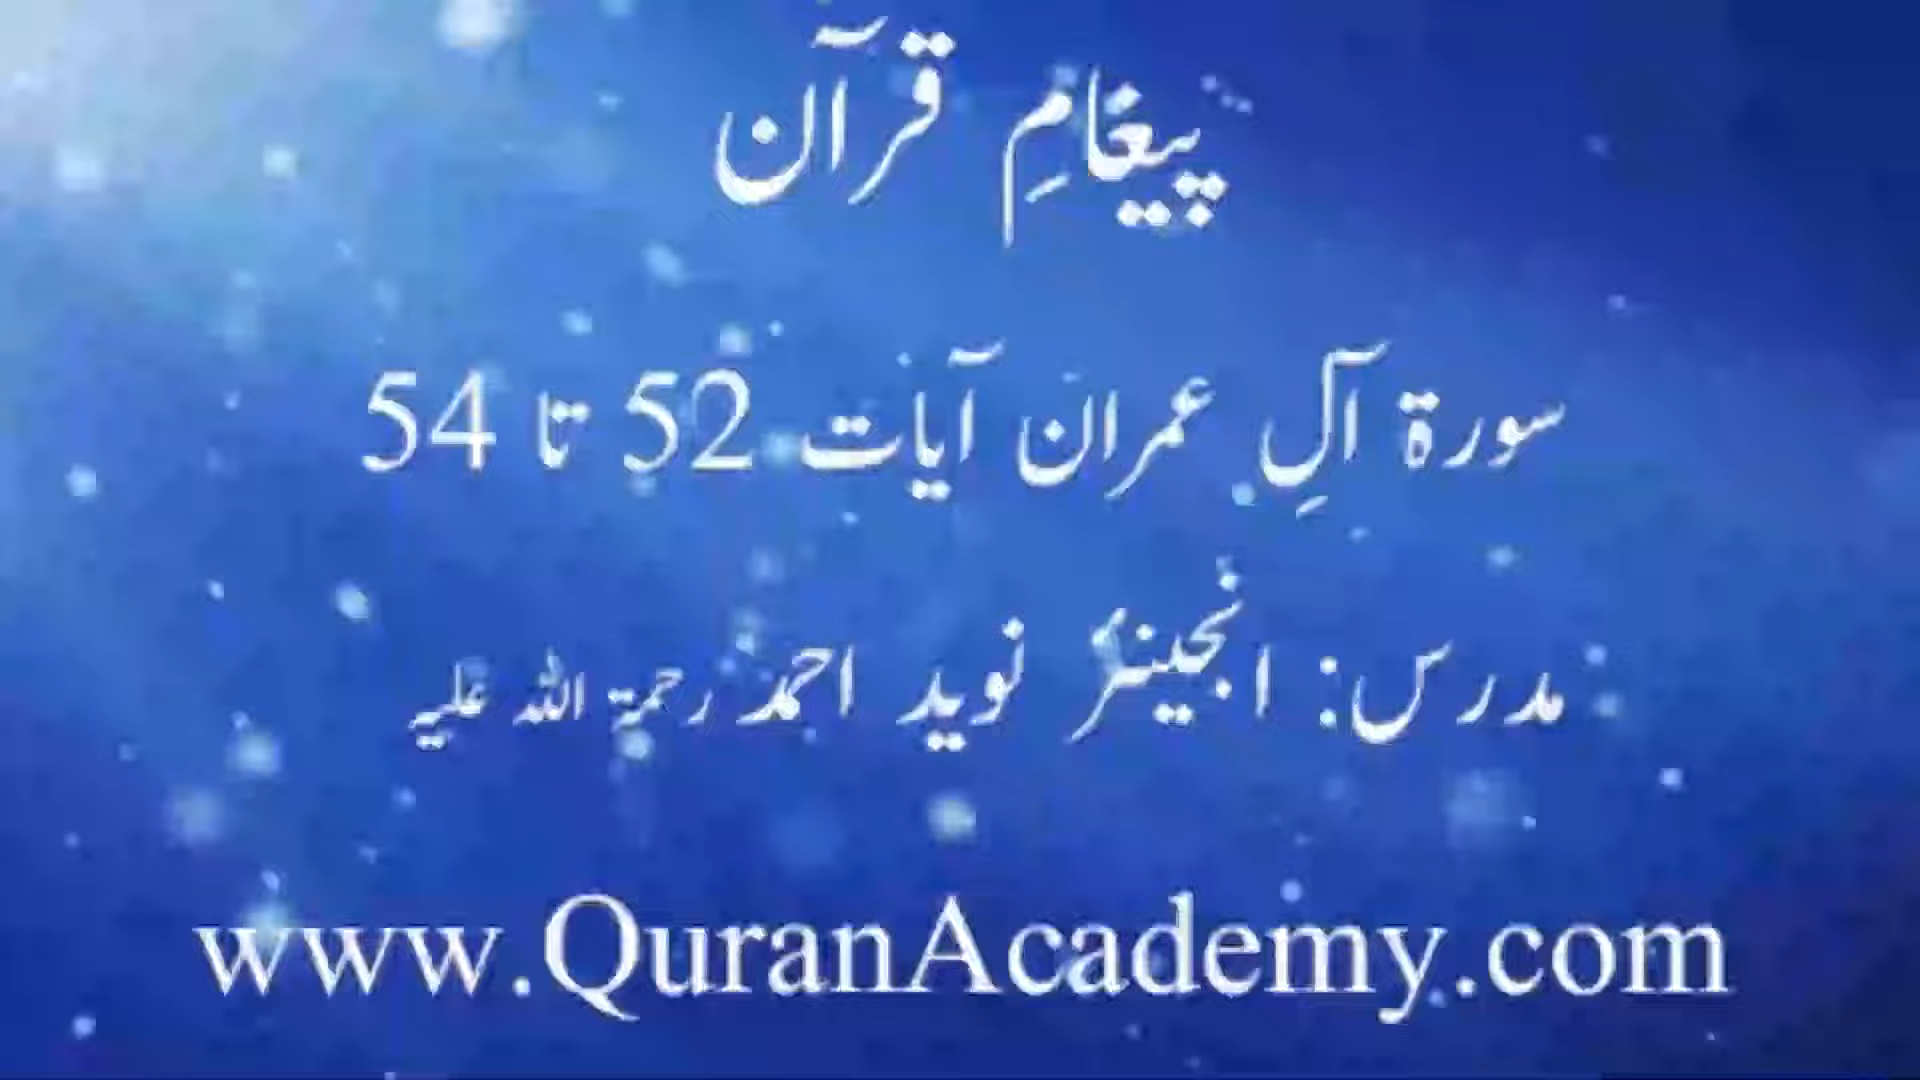 پیغامِ قرآن
سورۃ آلِ عمران آیات 52 تا 54
مدرس: انجینئر نوید احمد رحمۃ اللہ علیہ
www.QuranAcademy.com